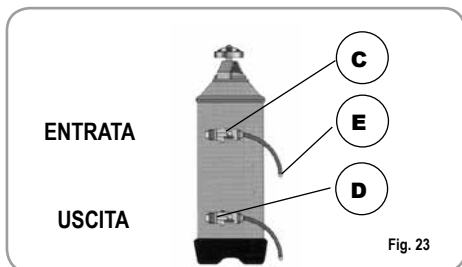 C
ENTRATA
E
USCITA
D
Fig. 23